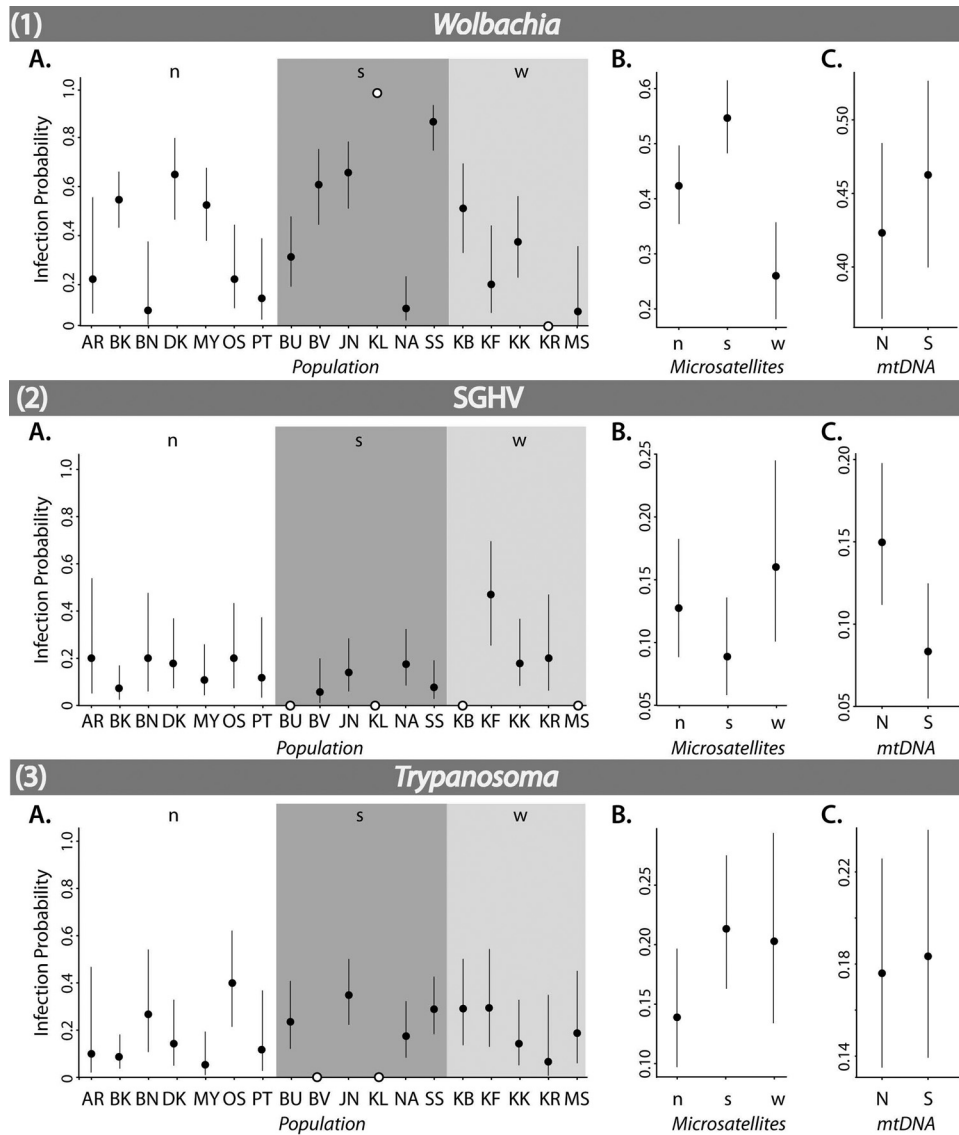 (1) Wolbachia
A. n s w B. C.
Infection Probability
1.0
0.8
0.6
0.4
0.2
0
0.6
0.5
0.4
0.3
0.2
0.50
0.45
0.40
AR BK BN DK MY OS PT BU BV JN KL NA SS KB KF KK KR MS
Population
n s w
Microsatellites
N S
mtDNA
(2) SGHV
A. n s w B. C.
Infection Probability
1.0
0.8
0.6
0.4
0.2
0
0.25
0.20
0.15
0.10
0.05
0.20
0.15
0.10
0.05
AR BK BN DK MY OS PT BU BV JN KL NA SS KB KF KK KR MS
Population
n s w
Microsatellites
N S
mtDNA
(3) Trypanosoma
A. n s w B. C.
Infection Probability
1.0
0.8
0.6
0.4
0.2
0
0.25
0.20
0.15
0.10
0.22
0.18
0.14
AR BK BN DK MY OS PT BU BV JN KL NA SS KB KF KK KR MS
Population
n s w
Microsatellites
N S
mtDNA